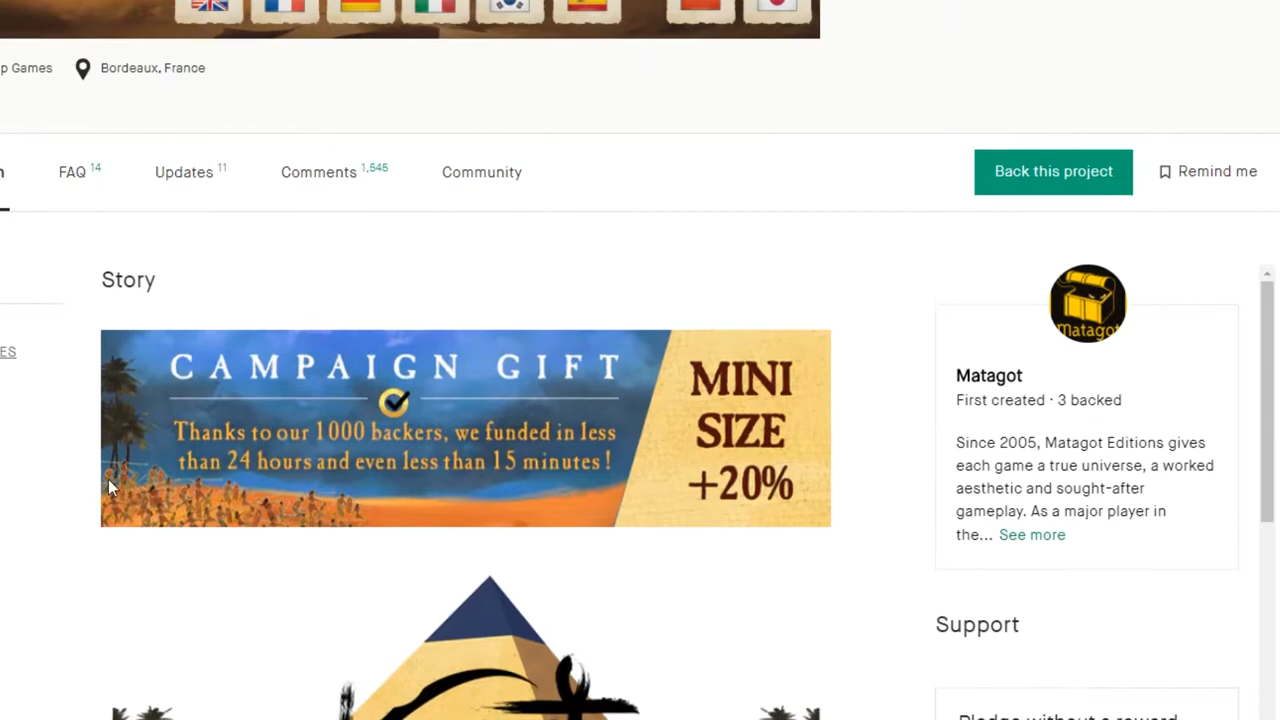 p Games
Bordeaux, France
n
FAQ 14
Updates 11
Comments 1,545
Community
Back this project
Remind me
Story
ES
CAMPAIGN GIFT
Thanks to our 1000 backers, we funded in less
than 24 hours and even less than 15 minutes !
MINI
SIZE
+20%
Matagot
Matagot
First created · 3 backed
Since 2005, Matagot Editions gives
each game a true universe, a worked
aesthetic and sought-after
gameplay. As a major player in
the... See more
Support
Pledge without a reward